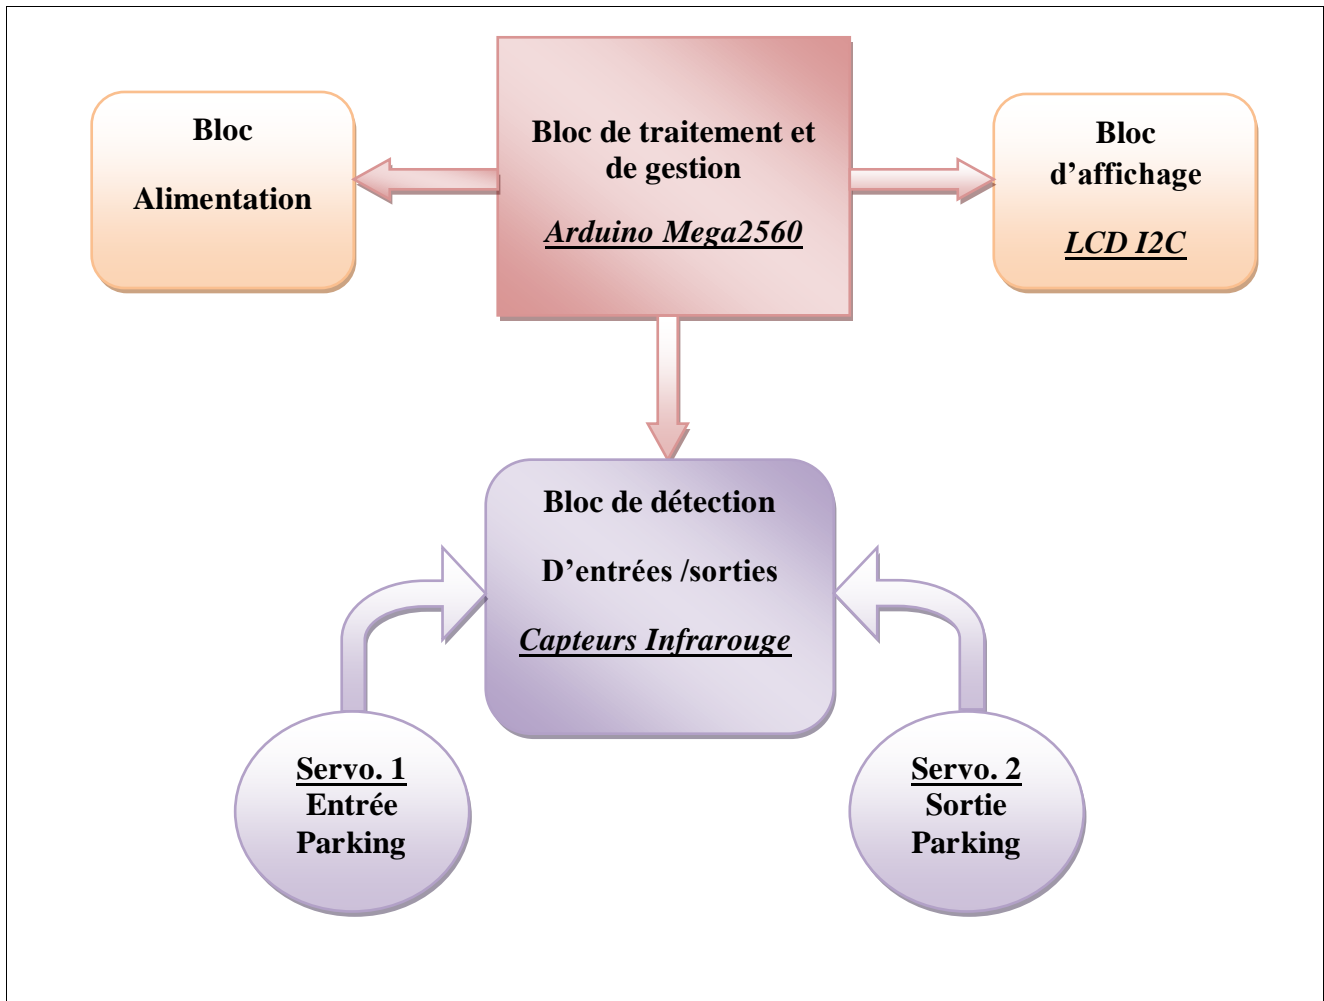 Bloc
Alimentation
Bloc de traitement et
de gestion
Arduino Mega2560
Bloc
d’affichage
LCD I2C
Bloc de détection
D’entrées /sorties
Capteurs Infrarouge
Servo. 1
Entrée
Parking
Servo. 2
Sortie
Parking